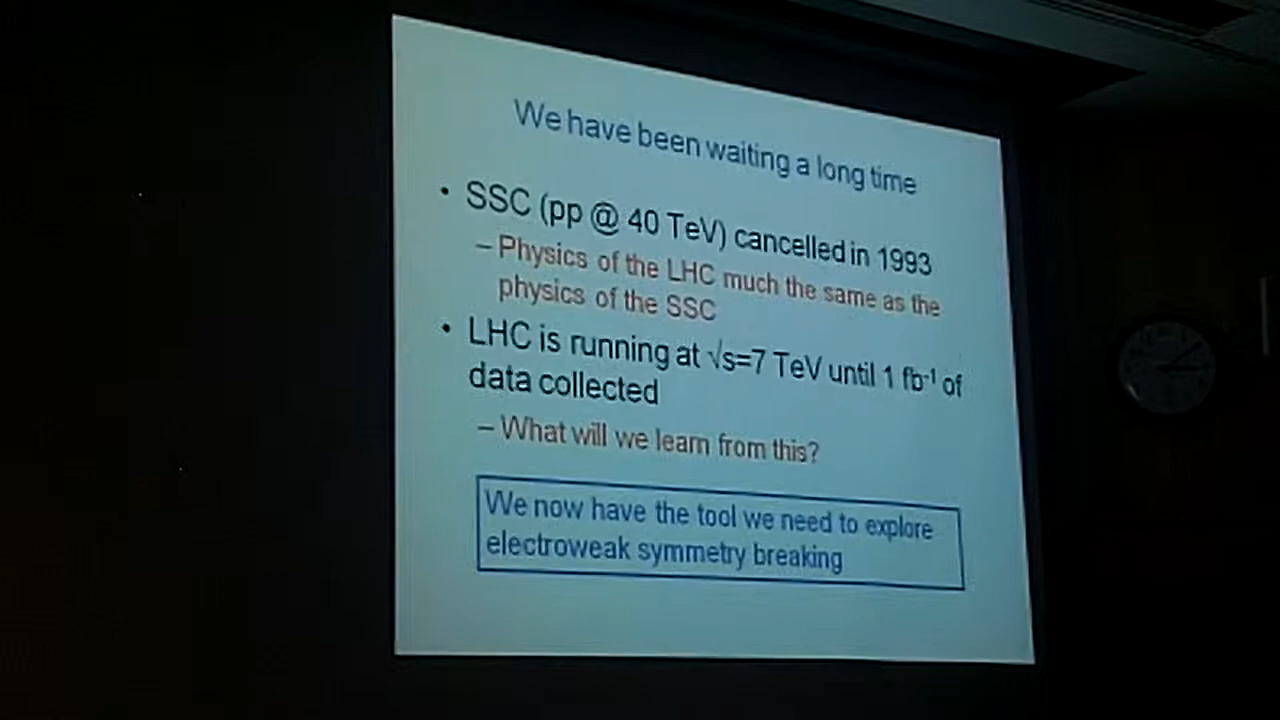 We have been waiting a long time
• SSC (pp @ 40 TeV) cancelled in 1993
– Physics of the LHC much the same as the
physics of the SSC
• LHC is running at √s=7 TeV until 1 fb⁻¹ of
data collected
– What will we learn from this?
We now have the tool we need to explore
electroweak symmetry breaking